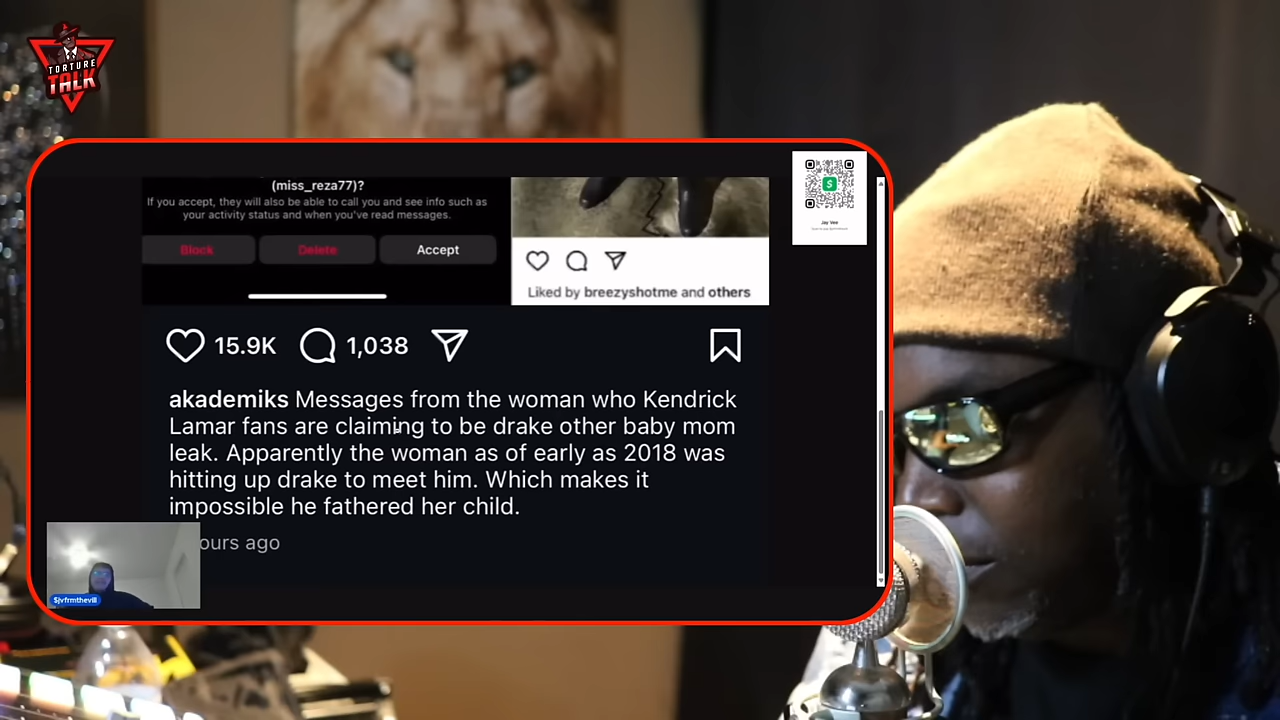 TORTURE
TALK
(miss_reza77)?
If you accept, they will also be able to call you and see info such as
your activity status and when you've read messages.
Block
Delete
Accept
Liked by breezyshotme and others
15.9K
1,038
akademiks Messages from the woman who Kendrick
Lamar fans are claiming to be drake other baby mom
leak. Apparently the woman as of early as 2018 was
hitting up drake to meet him. Which makes it
impossible he fathered her child.
ours ago
$jvfrmthevill
Jay Vee